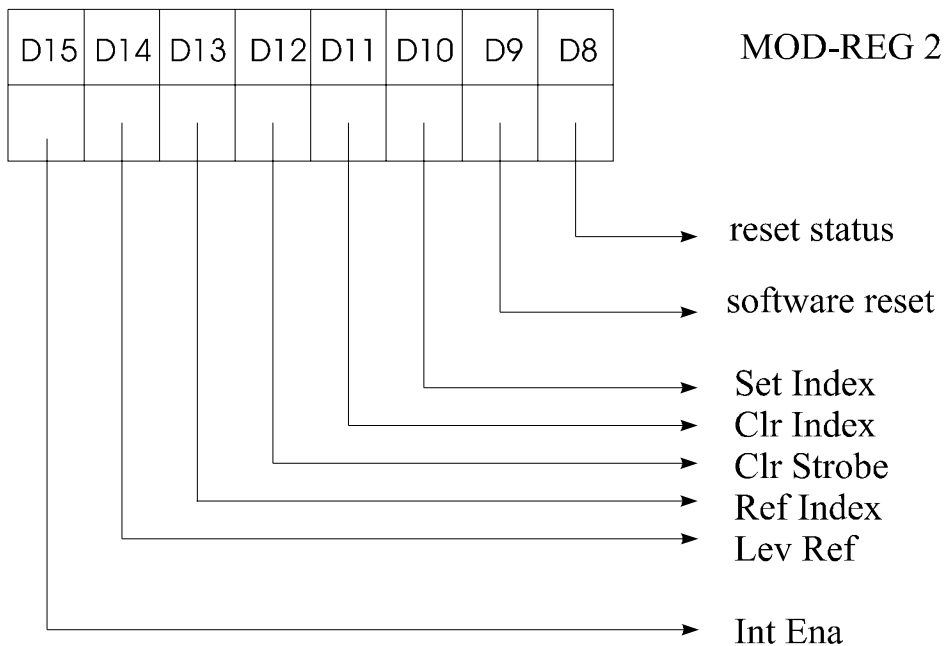 D15 D14 D13 D12 D11 D10 D9 D8 MOD-REG 2
reset status
software reset
Set Index
Clr Index
Clr Strobe
Ref Index
Lev Ref
Int Ena